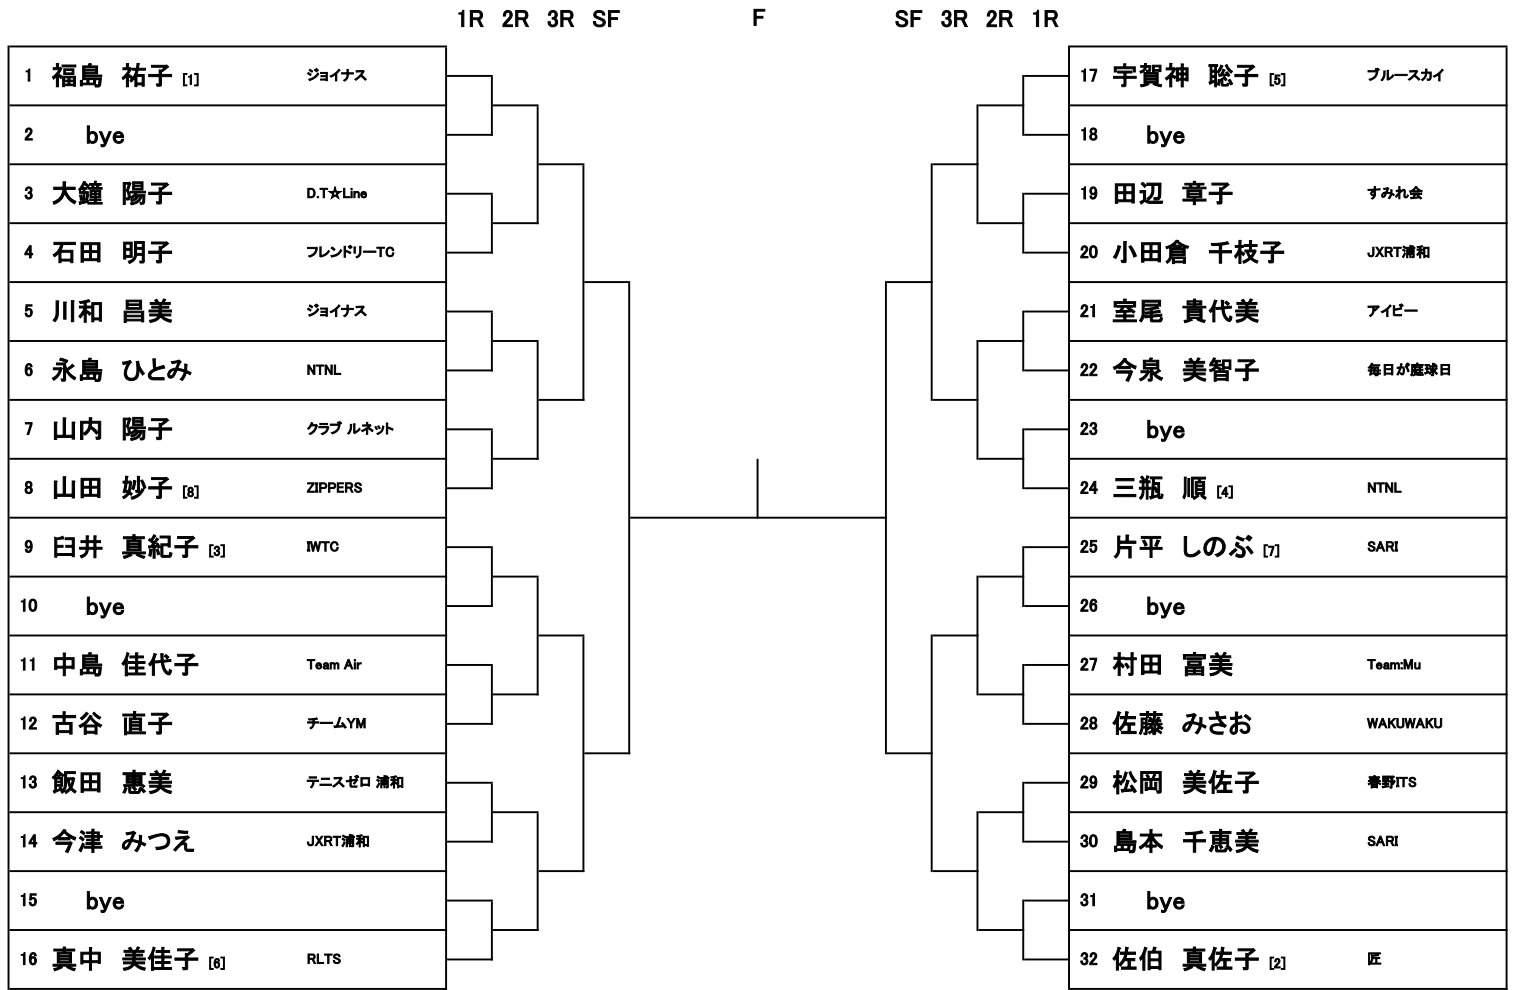 1R 2R 3R SF F SF 3R 2R 1R
1 福島 祐子 [1] ジョイナス
2 bye
3 大鐘 陽子 D.T☆Line
4 石田 明子 フレンドリーTC
5 川和 昌美 ジョイナス
6 永島 ひとみ NTNL
7 山内 陽子 クラブ ルネット
8 山田 妙子 [8] ZIPPERS
9 臼井 真紀子 [3] IWTC
10 bye
11 中島 佳代子 Team Air
12 古谷 直子 チームYM
13 飯田 惠美 テニスゼロ 浦和
14 今津 みつえ JXRT浦和
15 bye
16 真中 美佳子 [6] RLTS
17 宇賀神 聡子 [5] ブルースカイ
18 bye
19 田辺 章子 すみれ会
20 小田倉 千枝子 JXRT浦和
21 室尾 貴代美 アイビー
22 今泉 美智子 毎日が庭球日
23 bye
24 三瓶 順 [4] NTNL
25 片平 しのぶ [7] SARI
26 bye
27 村田 富美 Team:Mu
28 佐藤 みさお WAKUWAKU
29 松岡 美佐子 春野ITS
30 島本 千恵美 SARI
31 bye
32 佐伯 真佐子 [2] 匠